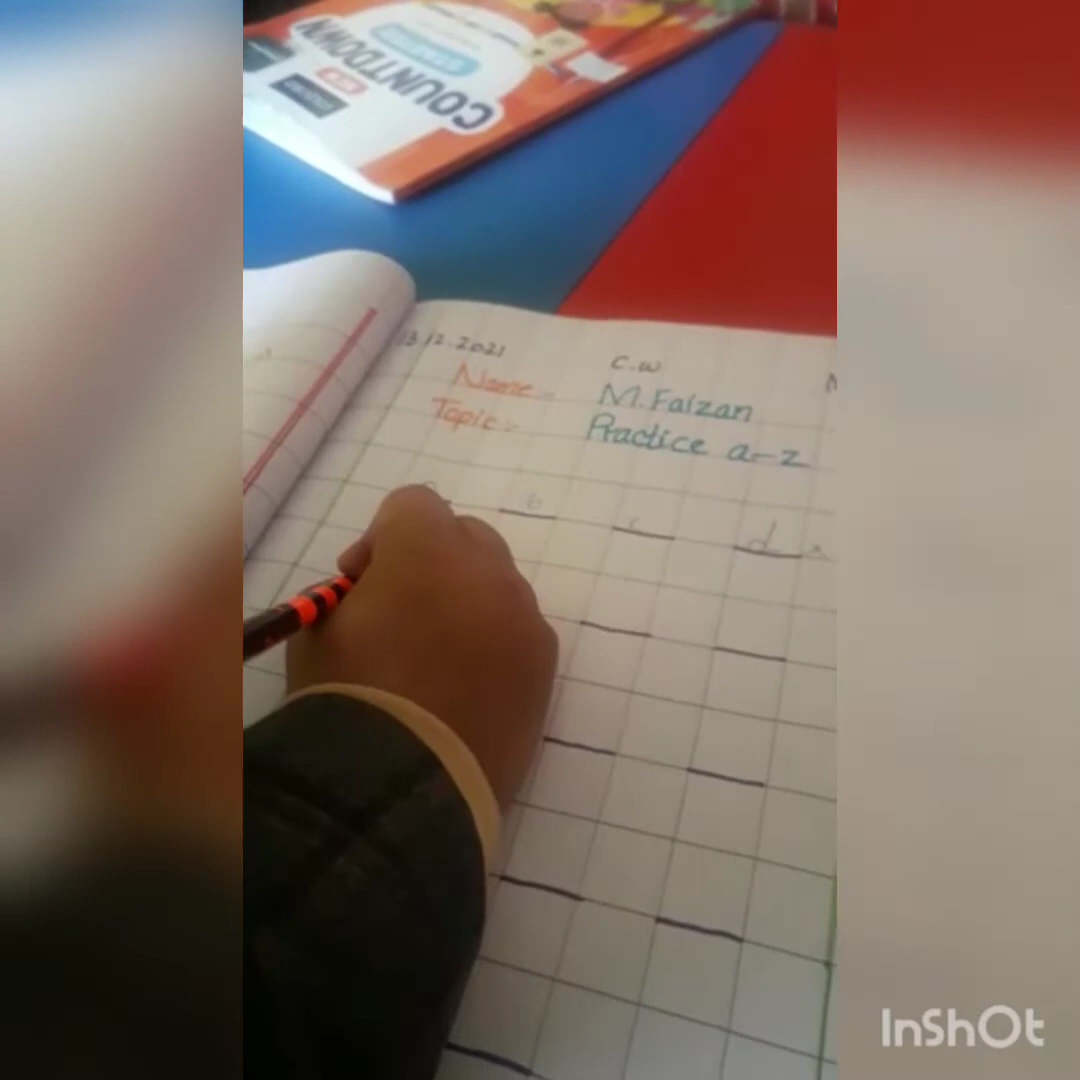 COUNTDOWN
13.12.2021
C.W
Name:- M.Faizan
Topic:- Practice a-z
a b c d
InShOt